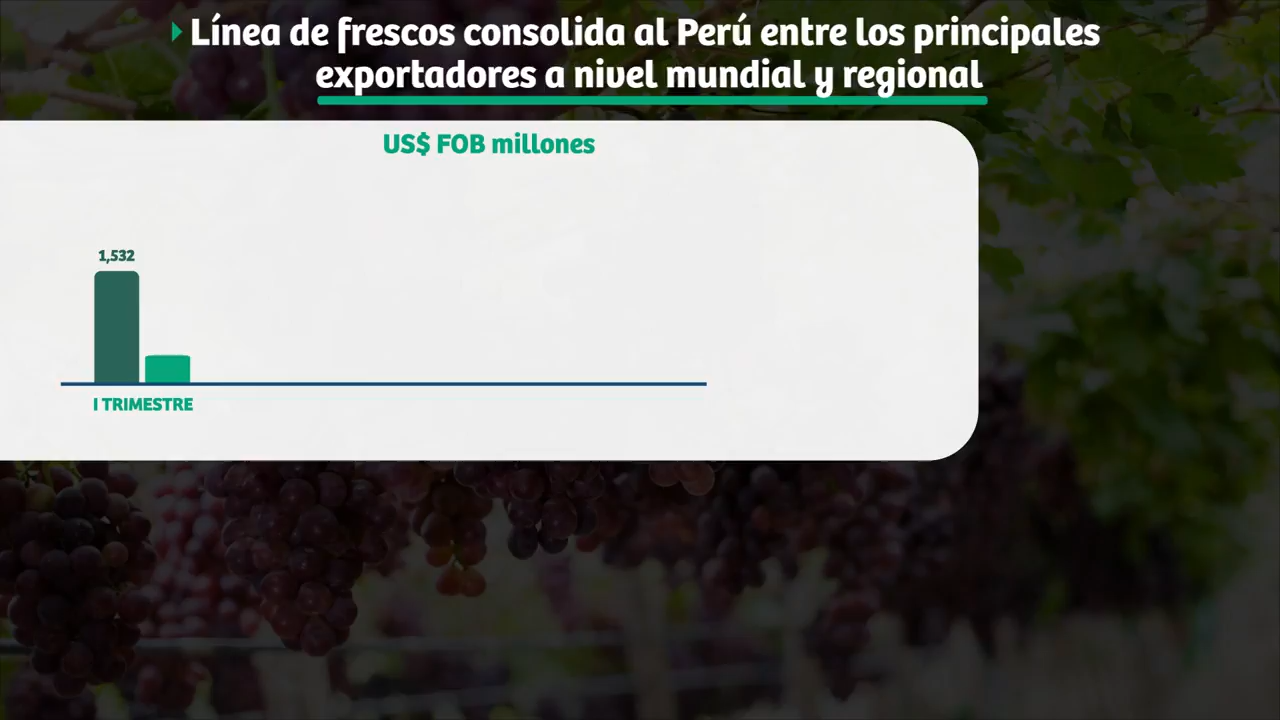 Línea de frescos consolida al Perú entre los principales
exportadores a nivel mundial y regional
US$ FOB millones
1,532
I TRIMESTRE